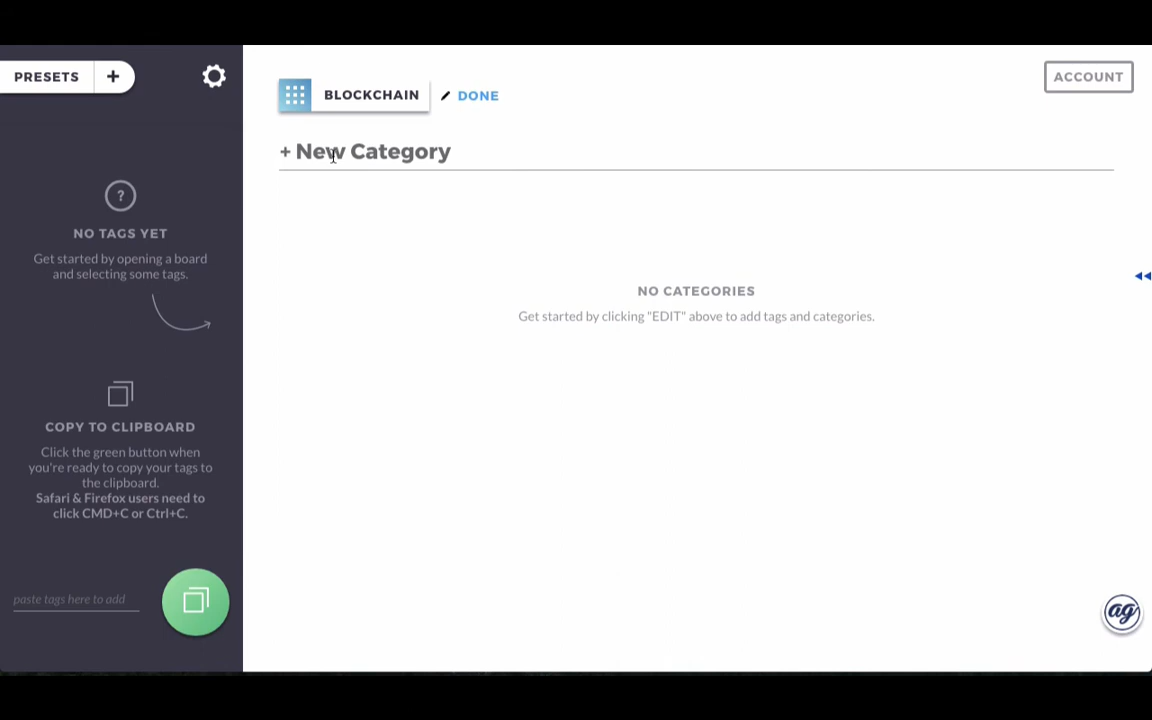 PRESETS +
?
NO TAGS YET
Get started by opening a board
and selecting some tags.
COPY TO CLIPBOARD
Click the green button when
you're ready to copy your tags to
the clipboard.
Safari & Firefox users need to
click CMD+C or Ctrl+C.
paste tags here to add
BLOCKCHAIN DONE
ACCOUNT
+ New Category
NO CATEGORIES
Get started by clicking "EDIT" above to add tags and categories.
ag